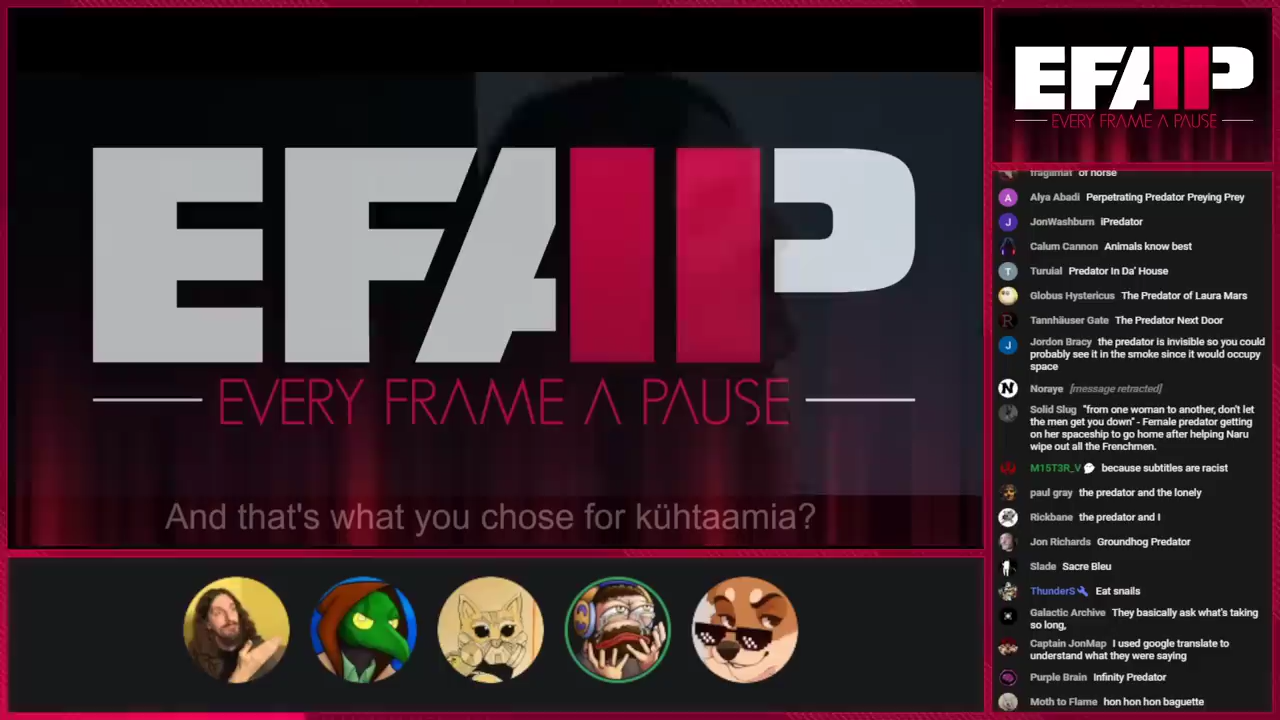 EFAP
EVERY FRAME A PAUSE
And that's what you chose for kühtaamia?
EFAP
EVERY FRAME A PAUSE
fragilmat of horse
A
Alya Abadi Perpetrating Predator Preying Prey
J
JonWashburn iPredator
Calum Cannon Animals know best
T
Turuial Predator In Da' House
Globus Hystericus The Predator of Laura Mars
R
Tannhäuser Gate The Predator Next Door
J
Jordon Bracy the predator is invisible so you could
probably see it in the smoke since it would occupy
space
N
Noraye [message retracted]
Solid Slug "from one woman to another, don't let
the men get you down" - Female predator getting
on her spaceship to go home after helping Naru
wipe out all the Frenchmen.
M15T3R_V because subtitles are racist
paul gray the predator and the lonely
Rickbane the predator and I
Jon Richards Groundhog Predator
Slade Sacre Bleu
ThunderS Eat snails
Galactic Archive They basically ask what's taking
so long,
Captain JonMap I used google translate to
understand what they were saying
Purple Brain Infinity Predator
Moth to Flame hon hon hon baguette